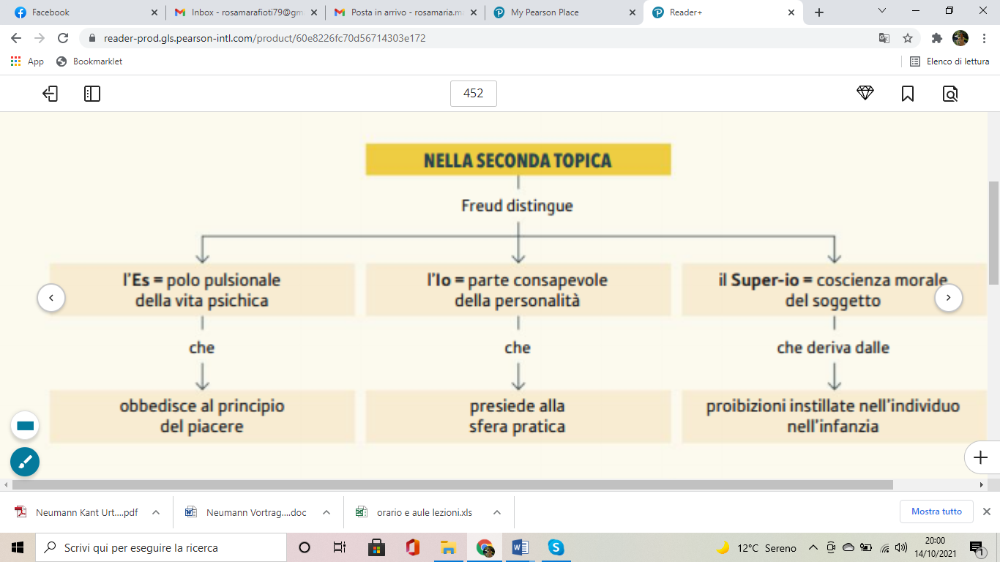 Facebook
Inbox - rosamarafioti79@gm
Posta in arrivo - rosamaria.m
My Pearson Place
Reader+
reader-prod.gls.pearson-intl.com/product/60e8226fc70d56714303e172
App
Bookmarklet
Elenco di lettura
452
NELLA SECONDA TOPICA
Freud distingue
l'Es = polo pulsionale
della vita psichica
l'Io = parte consapevole
della personalità
il Super-io = coscienza morale
del soggetto
che
che
che deriva dalle
obbedisce al principio
del piacere
presiede alla
sfera pratica
proibizioni instillate nell'individuo
nell'infanzia
Neumann Kant Urt....pdf
Neumann Vortrag....doc
orario e aule lezioni.xls
Mostra tutto
Scrivi qui per eseguire la ricerca
12°C Sereno
20:00
14/10/2021
1